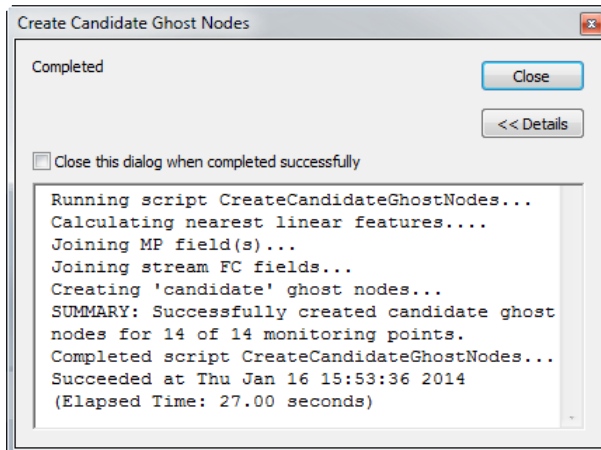 Create Candidate Ghost Nodes
Completed
Close
<< Details
Close this dialog when completed successfully
Running script CreateCandidateGhostNodes...
Calculating nearest linear features....
Joining MP field(s)...
Joining stream FC fields...
Creating 'candidate' ghost nodes...
SUMMARY: Successfully created candidate ghost
nodes for 14 of 14 monitoring points.
Completed script CreateCandidateGhostNodes...
Succeeded at Thu Jan 16 15:53:36 2014
(Elapsed Time: 27.00 seconds)